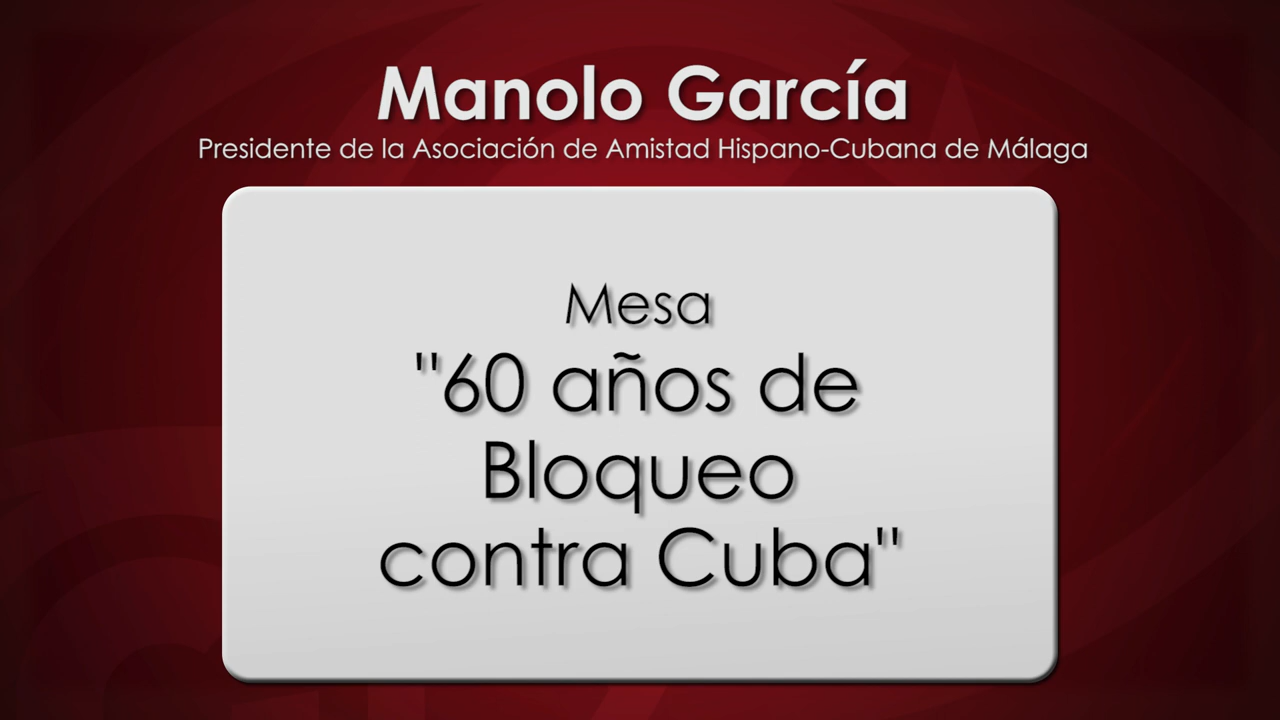 Manolo García
Presidente de la Asociación de Amistad Hispano-Cubana de Málaga
Mesa
"60 años de
Bloqueo
contra Cuba"